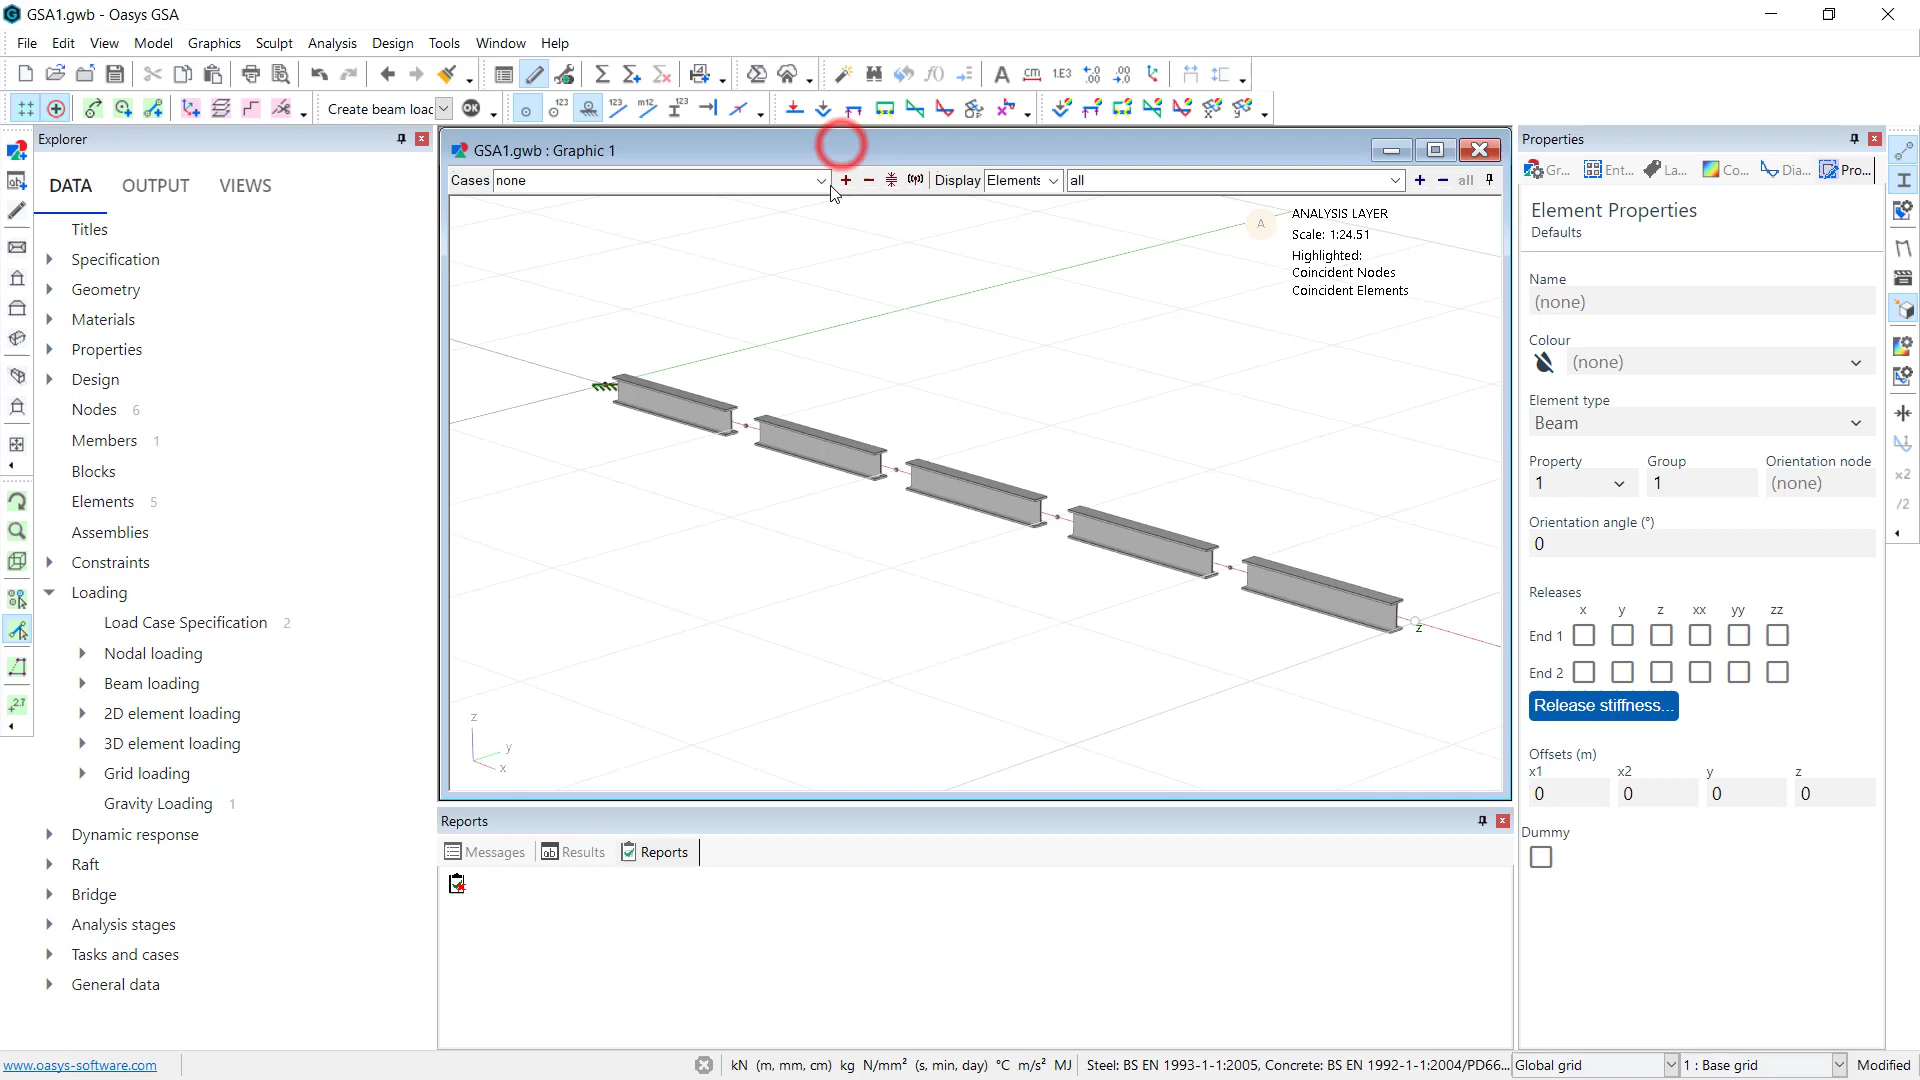 GSA1.gwb - Oasys GSA
File Edit View Model Graphics Sculpt Analysis Design Tools Window Help
Create beam loac
OK
Explorer
DATA OUTPUT VIEWS
Titles
Specification
Geometry
Materials
Properties
Design
Nodes 6
Members 1
Blocks
Elements 5
Assemblies
Constraints
Loading
Load Case Specification 2
Nodal loading
Beam loading
2D element loading
3D element loading
Grid loading
Gravity Loading 1
Dynamic response
Raft
Bridge
Analysis stages
Tasks and cases
General data
GSA1.gwb : Graphic 1
Cases none Display Elements all all
A
ANALYSIS LAYER
Scale: 1:24.51
Highlighted:
Coincident Nodes
Coincident Elements
z
z
y
x
Reports
Messages Results Reports
Properties
Gr... Ent... La... Co... Dia... Pro...
Element Properties
Defaults
Name
(none)
Colour
(none)
Element type
Beam
Property Group Orientation node
1 1 (none)
Orientation angle (°)
0
Releases
x y z xx yy zz
End 1
End 2
Release stiffness...
Offsets (m)
x1 x2 y z
0 0 0 0
Dummy
www.oasys-software.com
kN (m, mm, cm) kg N/mm² (s, min, day) °C m/s² MJ
Steel: BS EN 1993-1-1:2005, Concrete: BS EN 1992-1-1:2004/PD66...
Global grid
1 : Base grid
Modified